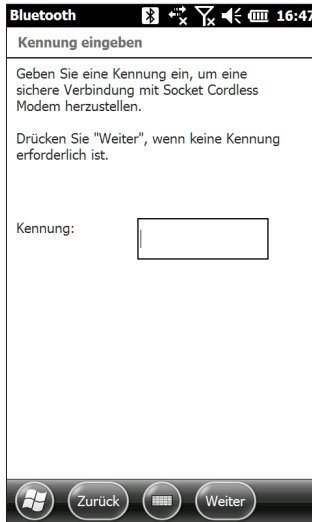 Bluetooth 16:47
Kennung eingeben
Geben Sie eine Kennung ein, um eine
sichere Verbindung mit Socket Cordless
Modem herzustellen.
Drücken Sie "Weiter", wenn keine Kennung
erforderlich ist.
Kennung:
Zurück Weiter